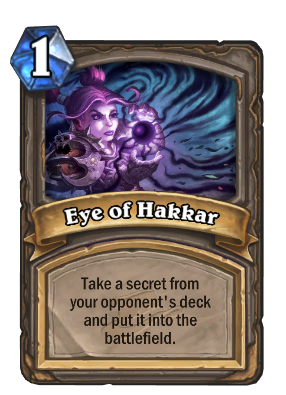 1
Eye of Hakkar
Take a secret from
your opponent's deck
and put it into the
battlefield.